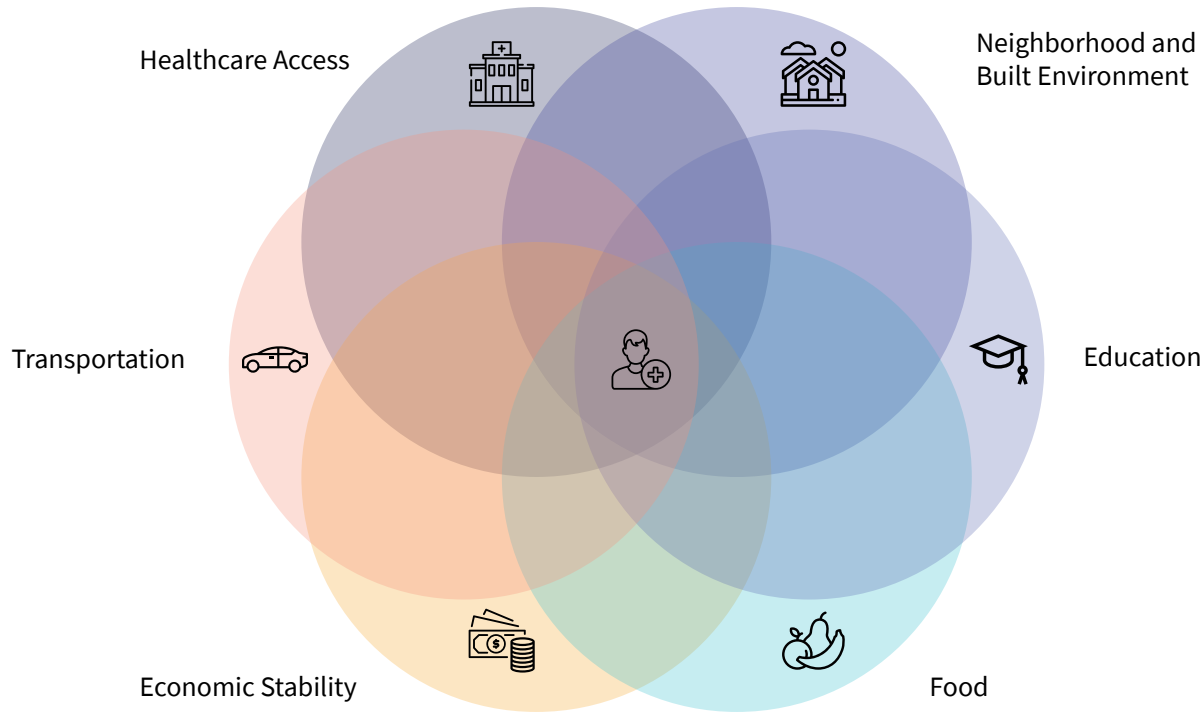 Healthcare Access
Neighborhood and
Built Environment
Transportation
Education
$
Economic Stability
Food